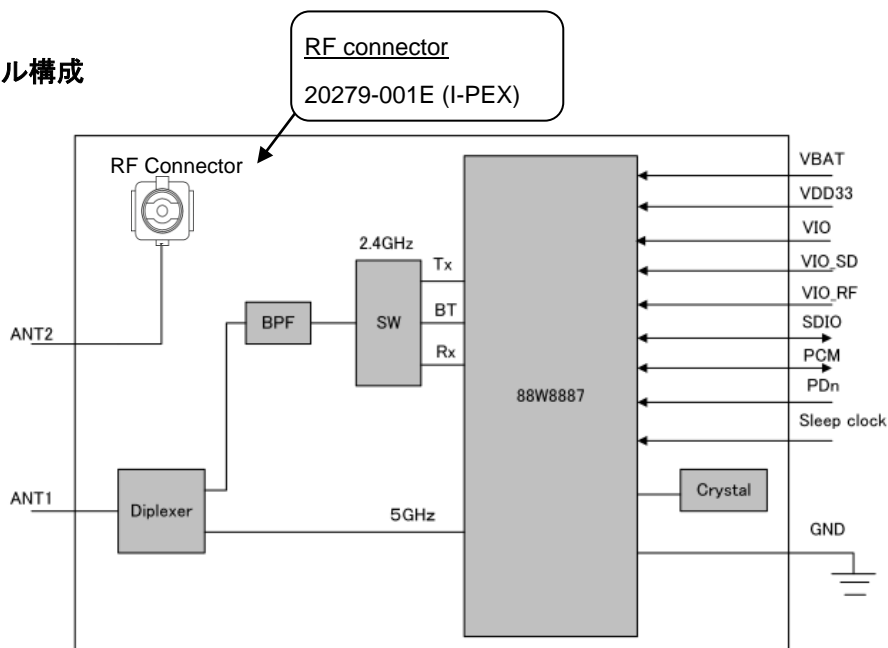 ル構成
RF connector
20279-001E (I-PEX)
RF Connector
VBAT
VDD33
VIO
VIO_SD
VIO_RF
SDIO
PCM
PDn
Sleep clock
2.4GHz
Tx
BT
Rx
BPF
SW
88W8887
ANT2
ANT1
Diplexer
5GHz
Crystal
GND